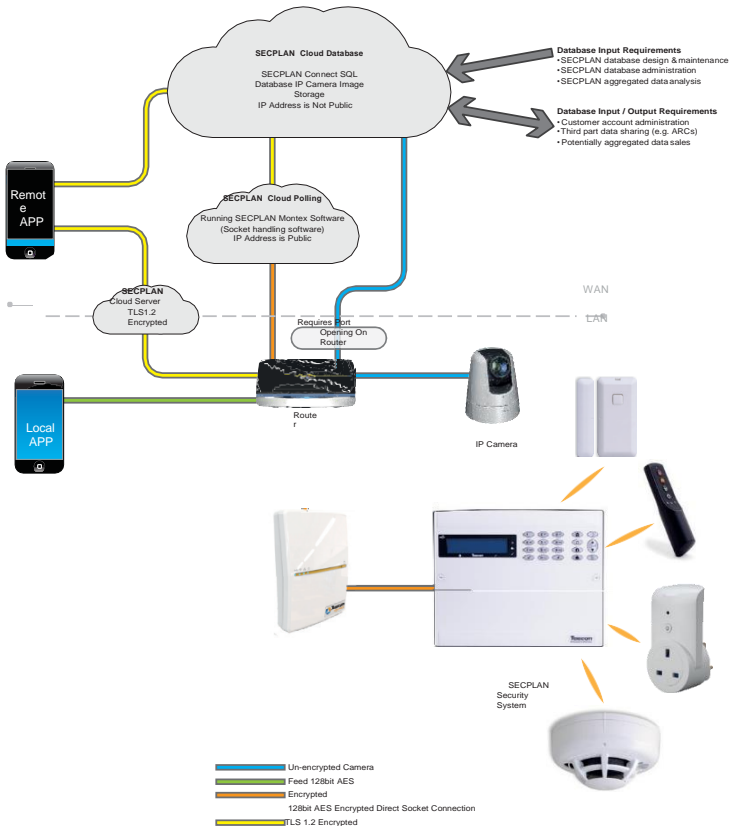 SECPLAN Cloud Database
SECPLAN Connect SQL
Database IP Camera Image
Storage
IP Address is Not Public
Database Input Requirements
•SECPLAN database design & maintenance
•SECPLAN database administration
•SECPLAN aggregated data analysis
Database Input / Output Requirements
• Customer account administration
• Third part data sharing (e.g. ARCs)
• Potentially aggregated data sales
Remot
e
APP
SECPLAN Cloud Polling
Running SECPLAN Montex Software
(Socket handling software)
IP Address is Public
SECPLAN
Cloud Server
TLS1.2
Encrypted
WAN
LAN
Requires Port
Opening On
Router
Local
APP
Route
r
IP Camera
Texecom
SECPLAN
Security
System
Un-encrypted Camera
Feed 128bit AES
Encrypted
128bit AES Encrypted Direct Socket Connection
TLS 1.2 Encrypted